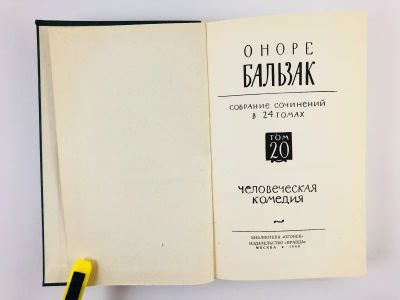 ОНОРЕ
БАЛЬЗАК
СОБРАНИЕ СОЧИНЕНИЙ
В 24 ТОМАХ
ТОМ
20
ЧЕЛОВЕЧЕСКАЯ
КОМЕДИЯ
БИБЛИОТЕКА «ОГОНЕК»
ИЗДАТЕЛЬСТВО «ПРАВДА»
МОСКВА • 1960